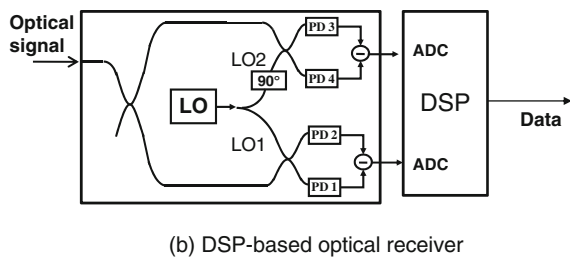 Optical
signal
LO2
90°
LO
LO1
PD 3
PD 4
PD 2
PD 1
−
−
ADC
DSP
ADC
Data
(b) DSP-based optical receiver